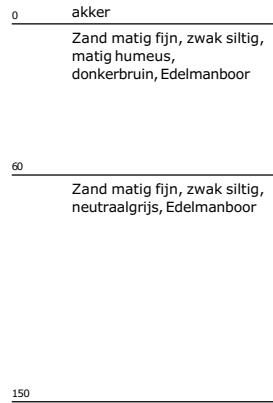 0 akker
Zand matig fijn, zwak siltig,
matig humeus,
donkerbruin, Edelmanboor
60
Zand matig fijn, zwak siltig,
neutraalgrijs, Edelmanboor
150